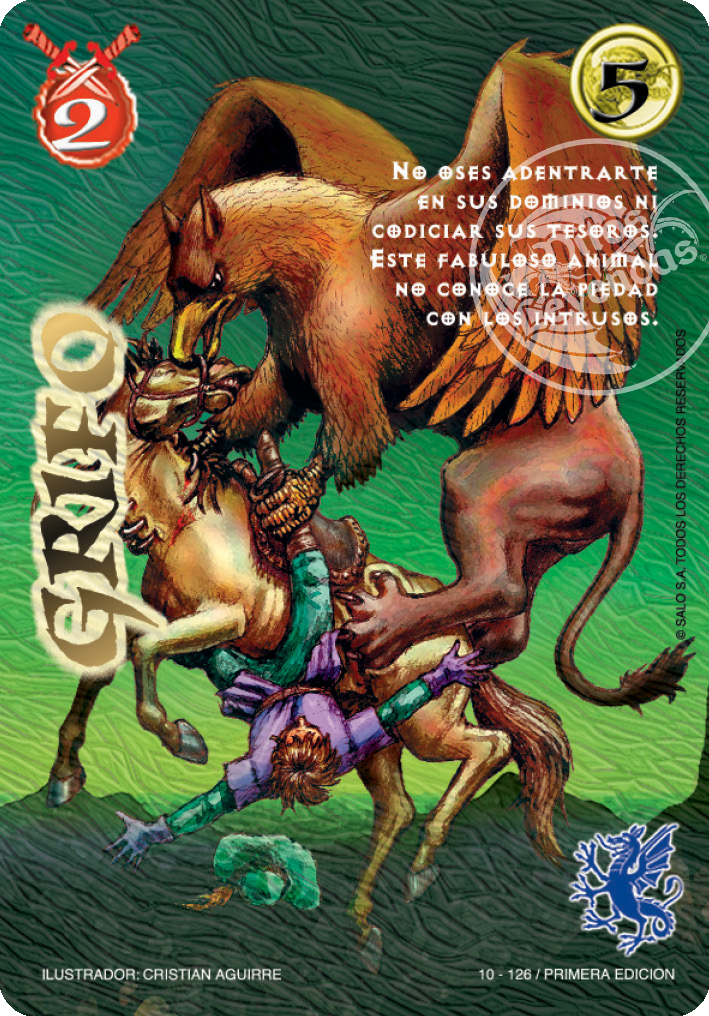 2
5
NO OSES ADENTRARTE
EN SUS DOMINIOS NI
CODICIAR SUS TESOROS.
ESTE FABULOSO ANIMAL
NO CONOCE LA PIEDAD
CON LOS INTRUSOS.
GRIFO
© SALO S.A. TODOS LOS DERECHOS RESERVADOS
ILUSTRADOR: CRISTIAN AGUIRRE
10 - 126 / PRIMERA EDICION